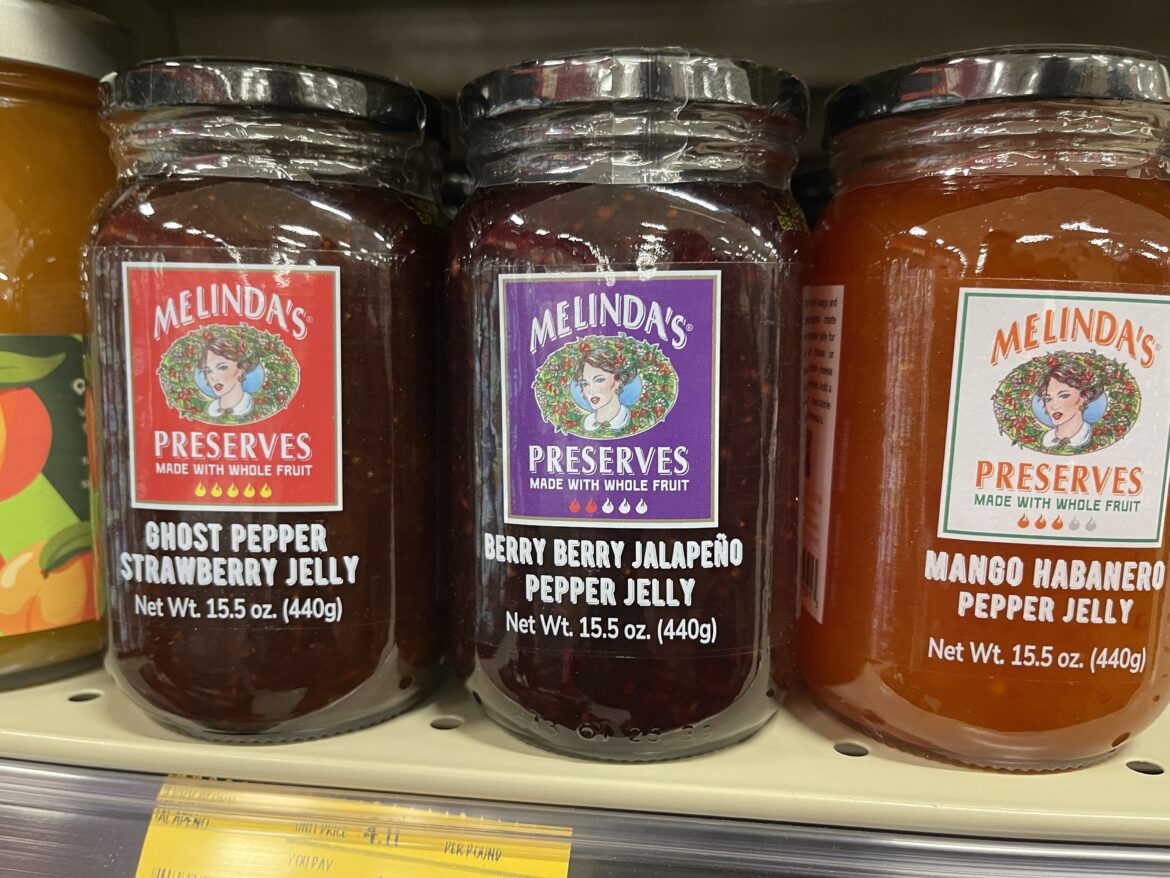 MELINDA'S®
PRESERVES
MADE WITH WHOLE FRUIT
GHOST PEPPER
STRAWBERRY JELLY
Net Wt. 15.5 oz. (440g)
MELINDA'S®
PRESERVES
MADE WITH WHOLE FRUIT
BERRY BERRY JALAPEÑO
PEPPER JELLY
Net Wt. 15.5 oz. (440g)
MELINDA'S®
PRESERVES
MADE WITH WHOLE FRUIT
MANGO HABANERO
PEPPER JELLY
Net Wt. 15.5 oz. (440g)
JALAPENO
UNIT PRICE
PER POUND
YOU PAY